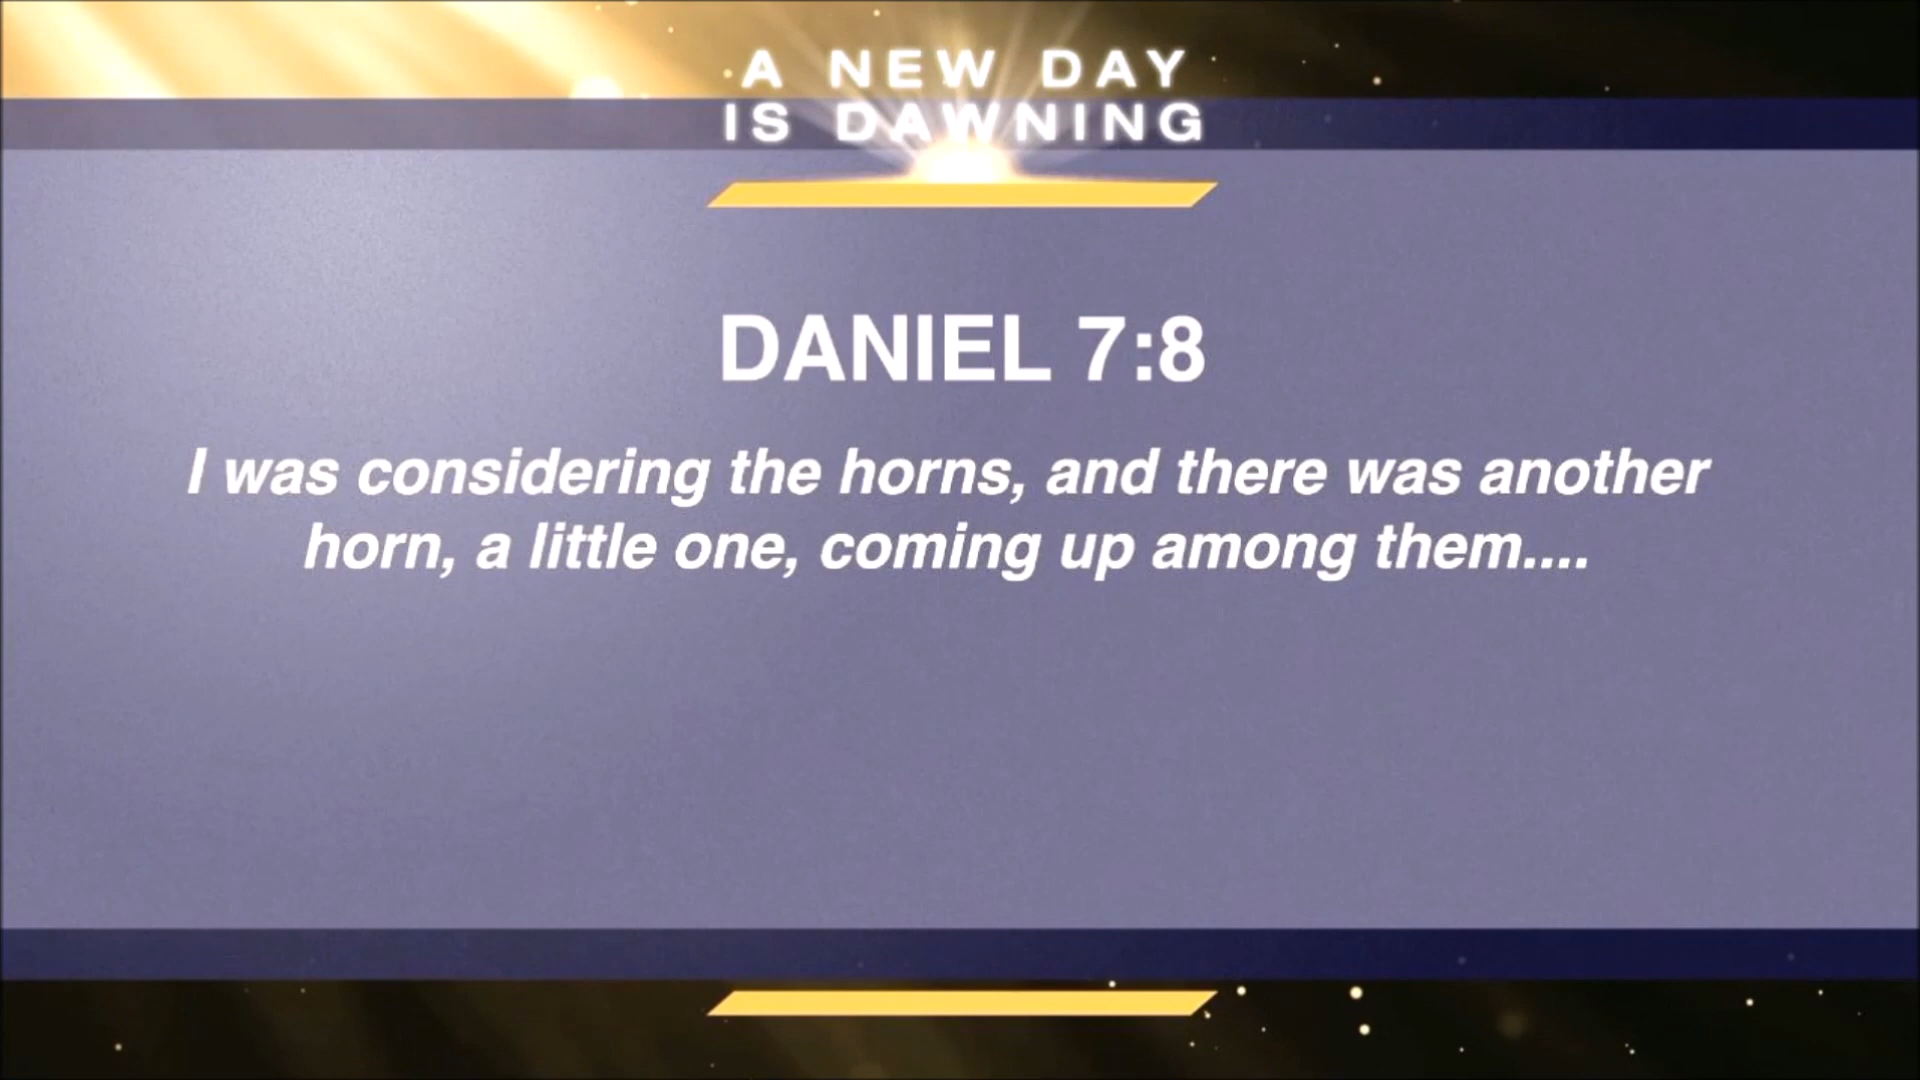 A NEW DAY
IS DAWNING
DANIEL 7:8
I was considering the horns, and there was another
horn, a little one, coming up among them....